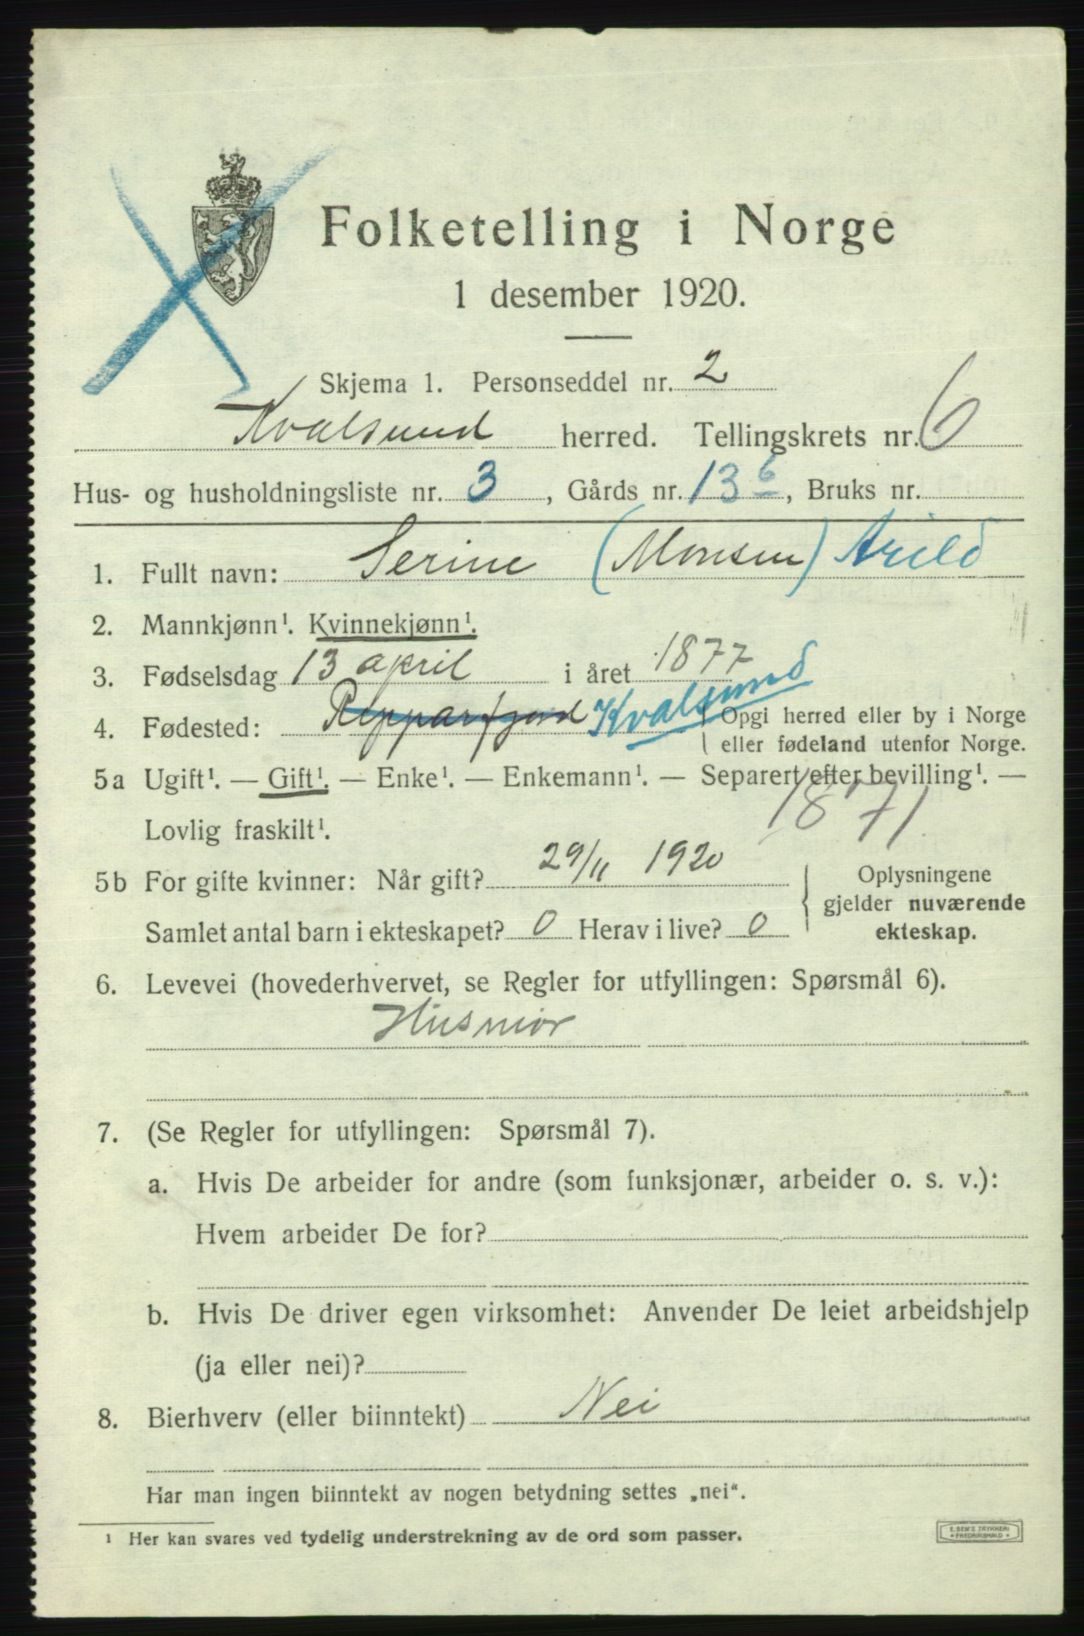 Folketelling i Norge
1 desember 1920.
Skjema 1. Personseddel nr. 2
Kvalsund herred. Tellingskrets nr. 6
Hus- og husholdningsliste nr. 3, Gårds nr. 13 6, Bruks nr.
1. Fullt navn: Serine (Monsen) Arild
2. Mannkjønn¹. Kvinnekjønn¹.
3. Fødselsdag 13 april i året 1877
4. Fødested: Repparfjord Kvalsund Opgi herred eller by i Norge
eller fødeland utenfor Norge.
5a Ugift¹. — Gift¹. — Enke¹. — Enkemann¹. — Separert efter bevilling¹. —
1871
Lovlig fraskilt¹.
5b For gifte kvinner: Når gift? 29/11 1920
Samlet antal barn i ekteskapet? 0 Herav i live? 0
Oplysningene
gjelder nuværende
ekteskap.
6. Levevei (hovederhvervet, se Regler for utfyllingen: Spørsmål 6).
Husmor
7. (Se Regler for utfyllingen: Spørsmål 7).
a. Hvis De arbeider for andre (som funksjonær, arbeider o. s. v.):
Hvem arbeider De for?
b. Hvis De driver egen virksomhet: Anvender De leiet arbeidshjelp
(ja eller nei)?
8. Bierhverv (eller biinntekt) Nei
Har man ingen biinntekt av nogen betydning settes „nei".
¹ Her kan svares ved tydelig understrekning av de ord som passer.